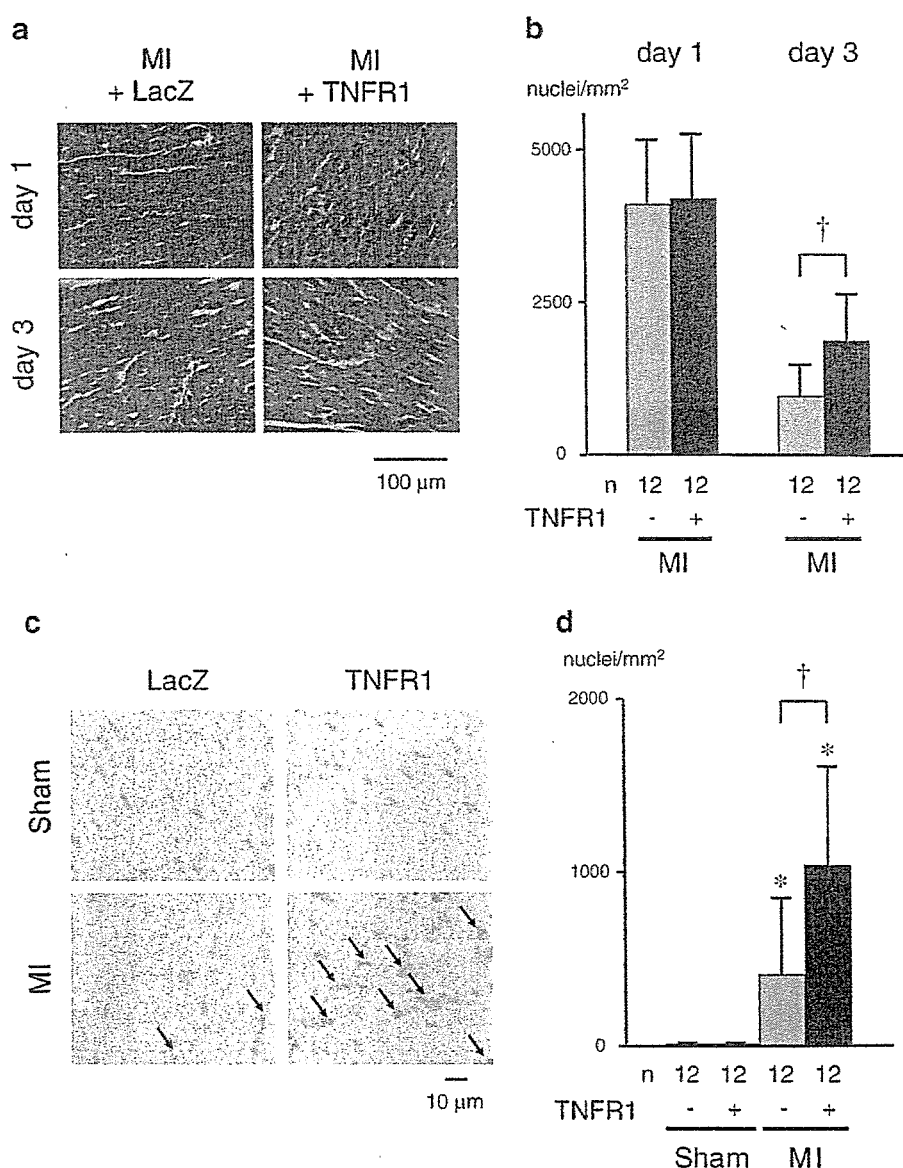 a
MI
+ LacZ
MI
+ TNFR1
day 1
day 3
100 µm
b
day 1
day 3
nuclei/mm²
5000
2500
0
†
n 12 12 12 12
TNFR1 - + - +
MI MI
c
LacZ
TNFR1
Sham
MI
10 µm
d
nuclei/mm²
2000
1000
0
†
*
*
n 12 12 12 12
TNFR1 - + - +
Sham MI